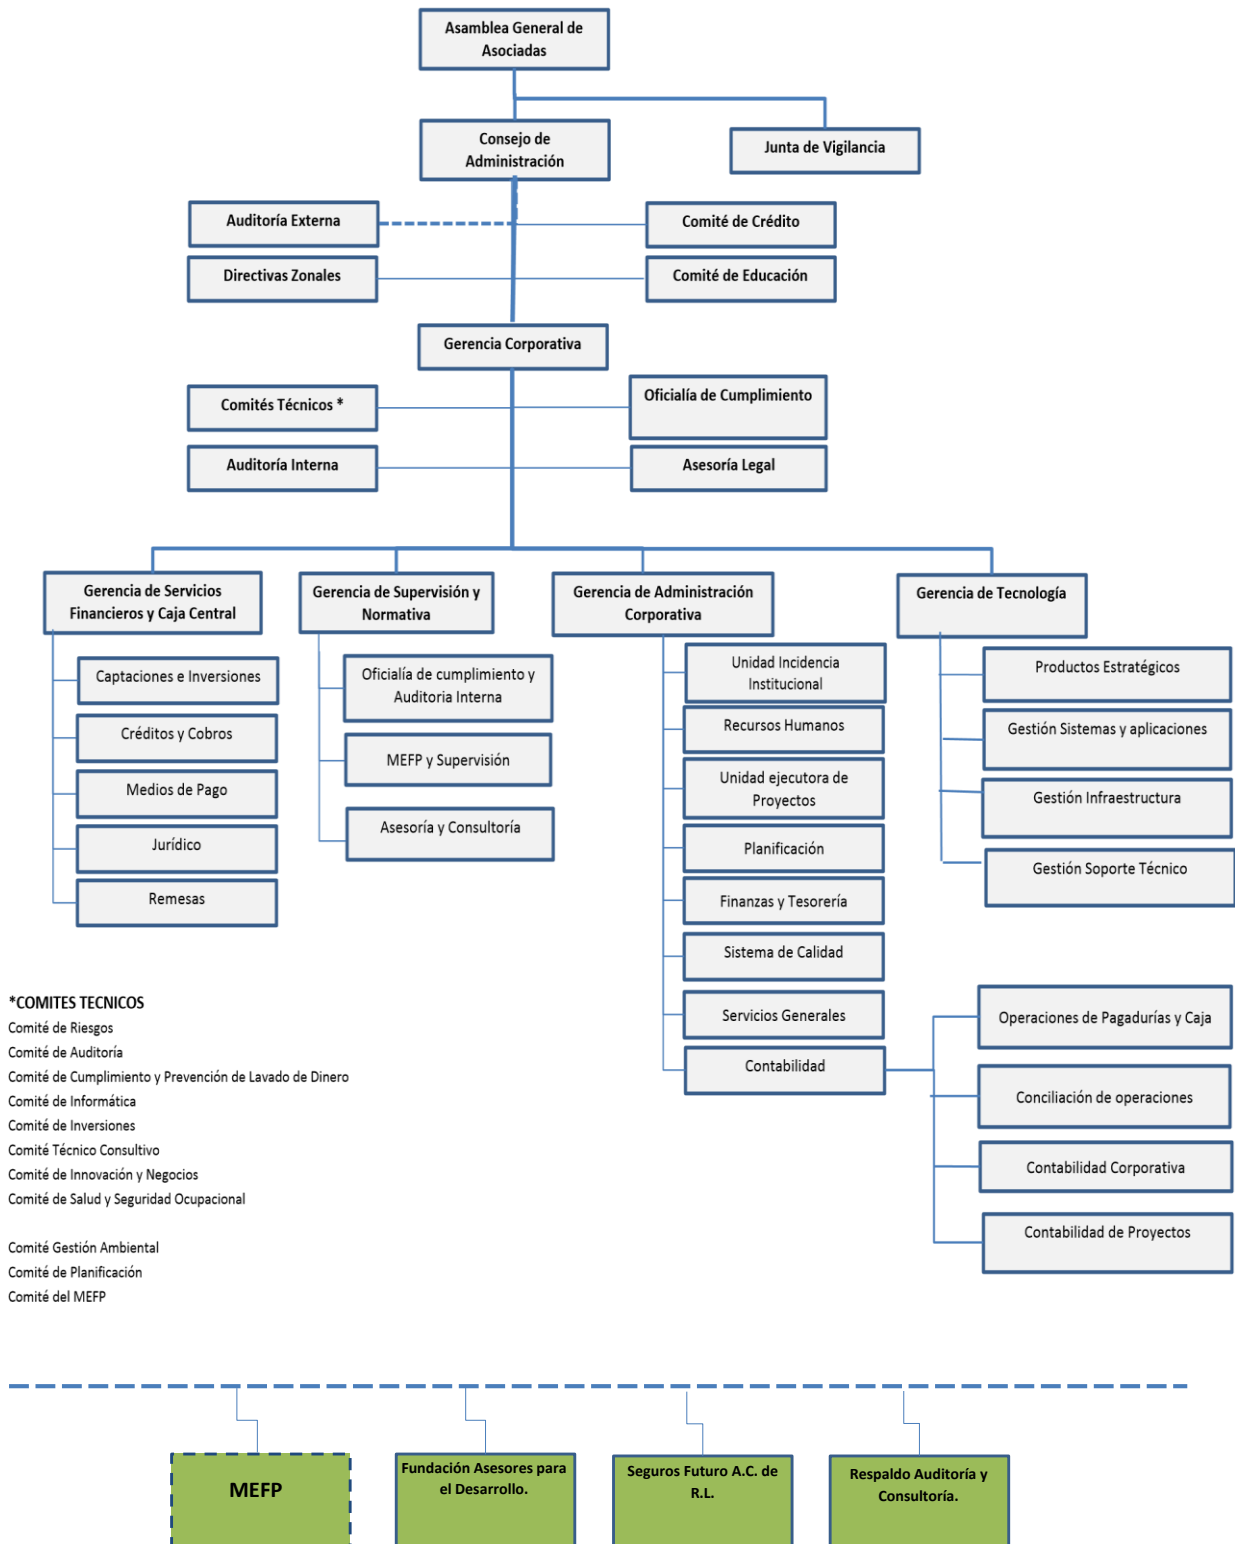 Asamblea General de
Asociadas
Consejo de
Administración
Junta de Vigilancia
Auditoría Externa
Comité de Crédito
Directivas Zonales
Comité de Educación
Gerencia Corporativa
Comités Técnicos *
Oficialía de Cumplimiento
Auditoría Interna
Asesoría Legal
Gerencia de Servicios
Financieros y Caja Central
Gerencia de Supervisión y
Normativa
Gerencia de Administración
Corporativa
Gerencia de Tecnología
Captaciones e Inversiones
Créditos y Cobros
Medios de Pago
Jurídico
Remesas
Oficialía de cumplimiento y
Auditoria Interna
MEFP y Supervisión
Asesoría y Consultoría
Unidad Incidencia
Institucional
Recursos Humanos
Unidad ejecutora de
Proyectos
Planificación
Finanzas y Tesorería
Sistema de Calidad
Servicios Generales
Contabilidad
Productos Estratégicos
Gestión Sistemas y aplicaciones
Gestión Infraestructura
Gestión Soporte Técnico
Operaciones de Pagadurías y Caja
Conciliación de operaciones
Contabilidad Corporativa
Contabilidad de Proyectos
*COMITES TECNICOS
Comité de Riesgos
Comité de Auditoría
Comité de Cumplimiento y Prevención de Lavado de Dinero
Comité de Informática
Comité de Inversiones
Comité Técnico Consultivo
Comité de Innovación y Negocios
Comité de Salud y Seguridad Ocupacional
Comité Gestión Ambiental
Comité de Planificación
Comité del MEFP
MEFP
Fundación Asesores para
el Desarrollo.
Seguros Futuro A.C. de
R.L.
Respaldo Auditoría y
Consultoría.